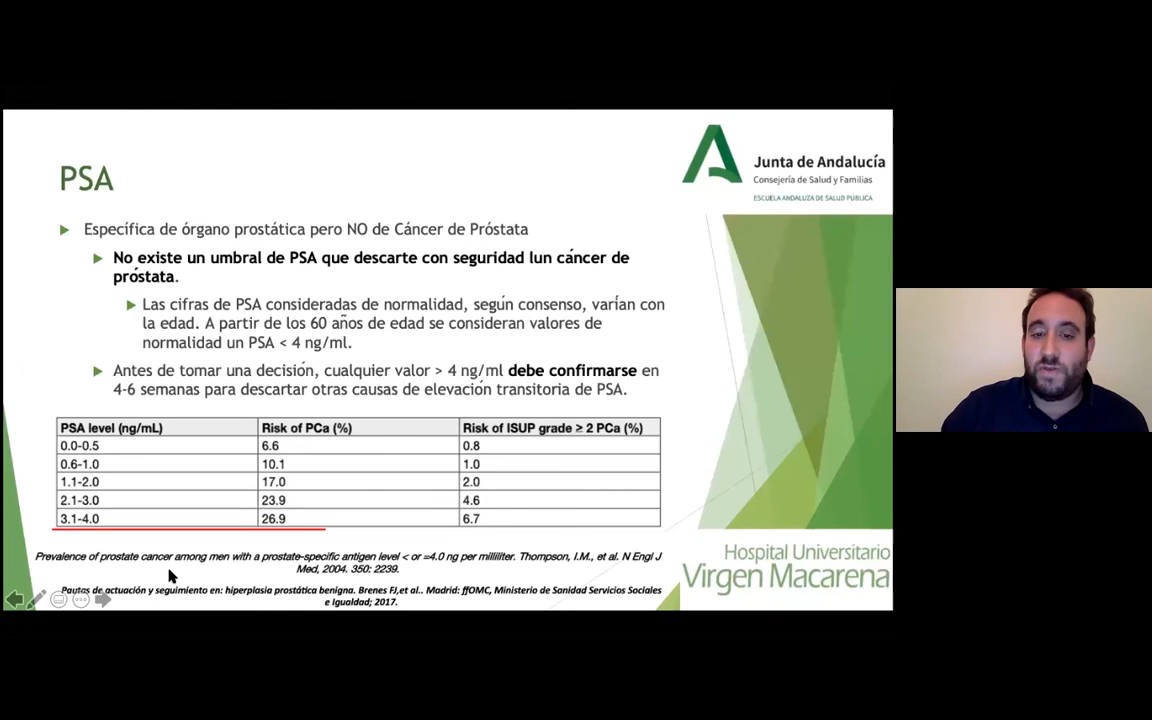 PSA
Junta de Andalucía
Consejería de Salud y Familias
ESCUELA ANDALUZA DE SALUD PÚBLICA
Específica de órgano prostática pero NO de Cáncer de Próstata
No existe un umbral de PSA que descarte con seguridad lun cáncer de
próstata.
Las cifras de PSA consideradas de normalidad, según consenso, varían con
la edad. A partir de los 60 años de edad se consideran valores de
normalidad un PSA < 4 ng/ml.
Antes de tomar una decisión, cualquier valor > 4 ng/ml debe confirmarse en
4-6 semanas para descartar otras causas de elevación transitoria de PSA.
PSA level (ng/mL) Risk of PCa (%) Risk of ISUP grade ≥ 2 PCa (%)
0.0-0.5 6.6 0.8
0.6-1.0 10.1 1.0
1.1-2.0 17.0 2.0
2.1-3.0 23.9 4.6
3.1-4.0 26.9 6.7
Prevalence of prostate cancer among men with a prostate-specific antigen level < or =4.0 ng per milliliter. Thompson, I.M., et al. N Engl J
Med, 2004. 350: 2239.
Pautas de actuación y seguimiento en: hiperplasia prostática benigna. Brenes FJ,et al.. Madrid: ffOMC, Ministerio de Sanidad Servicios Sociales
e Igualdad; 2017.
Hospital Universitario
Virgen Macarena